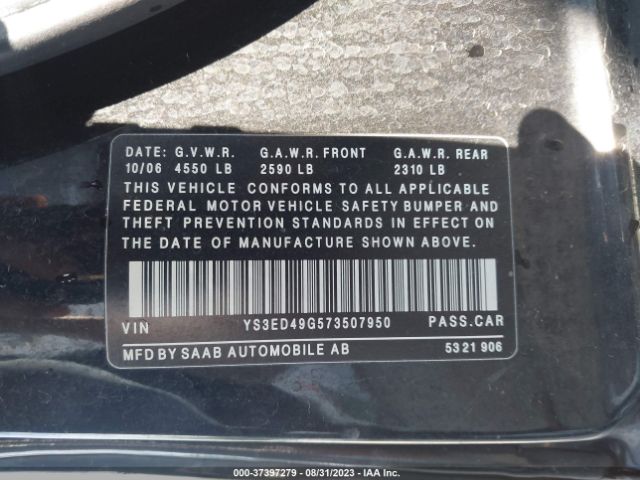 DATE: G.V.W.R. G.A.W.R. FRONT G.A.W.R. REAR
10/06 4550 LB 2590 LB 2310 LB
THIS VEHICLE CONFORMS TO ALL APPLICABLE
FEDERAL MOTOR VEHICLE SAFETY BUMPER AND
THEFT PREVENTION STANDARDS IN EFFECT ON
THE DATE OF MANUFACTURE SHOWN ABOVE.
VIN YS3ED49G573507950 PASS.CAR
MFD BY SAAB AUTOMOBILE AB 5321906
000-37397279 - 08/31/2023 - IAA Inc.